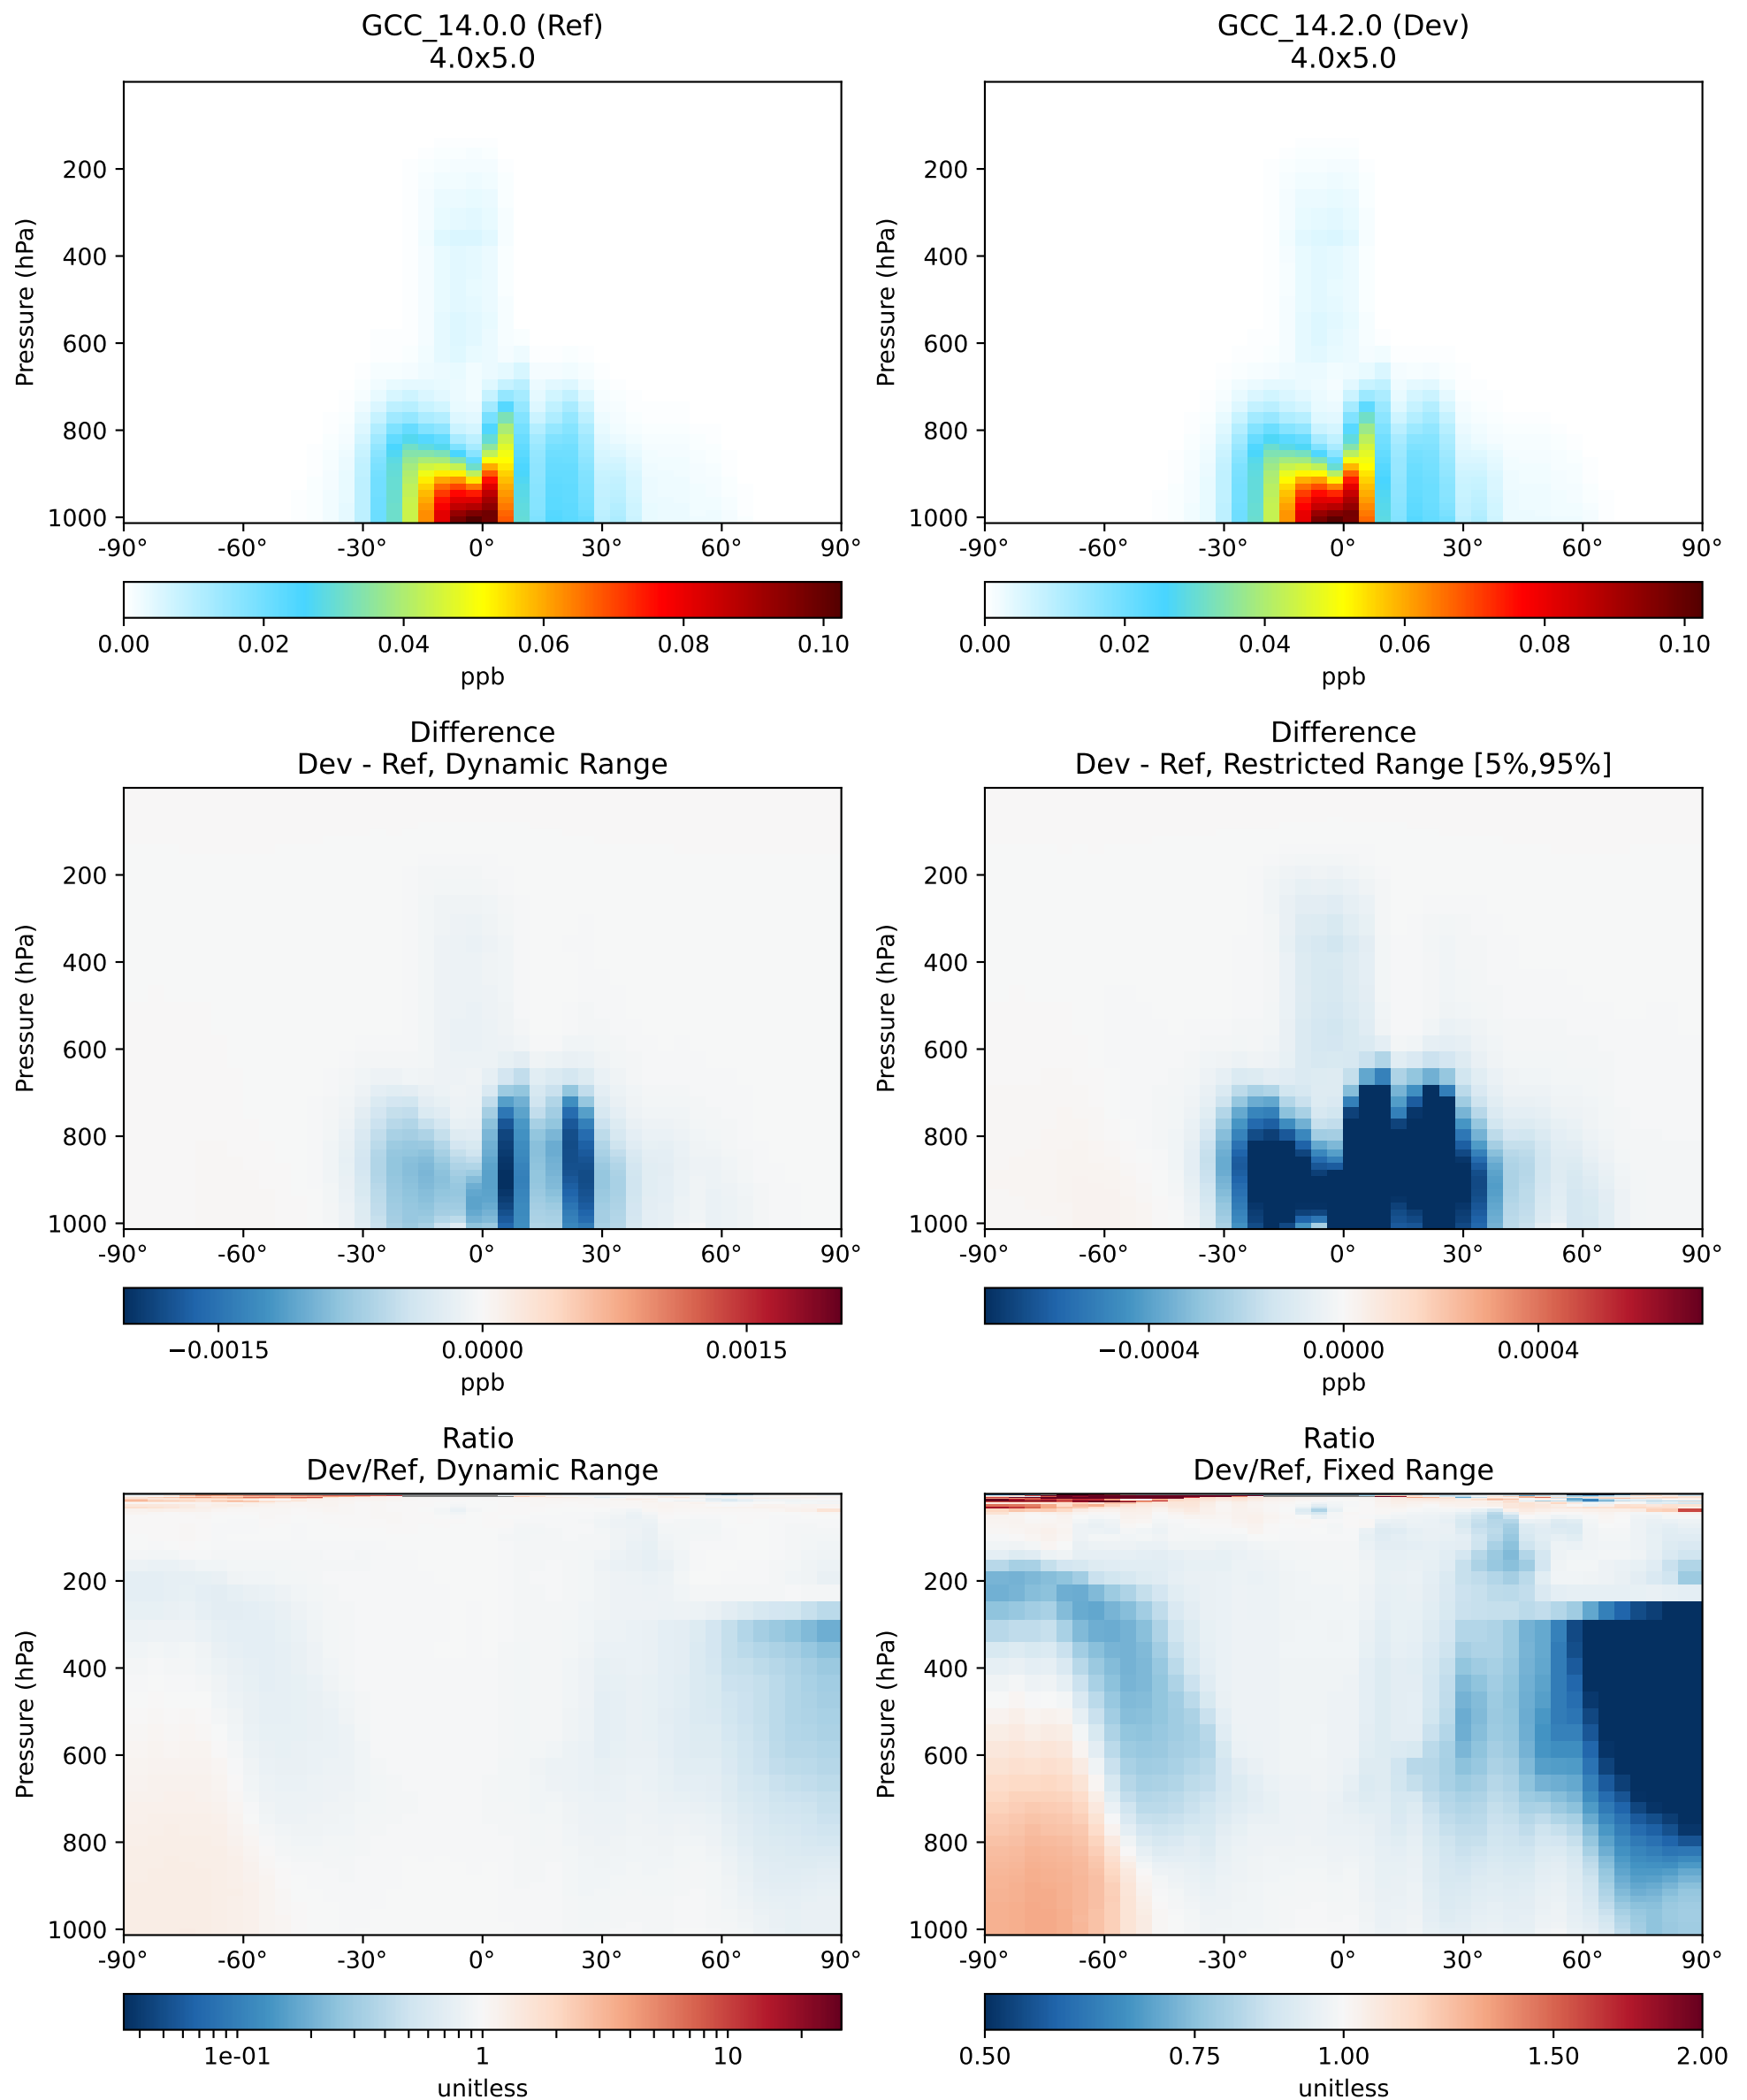 GCC_14.0.0 (Ref)
4.0x5.0
Pressure (hPa)
200
400
600
800
1000
-90° -60° -30° 0° 30° 60° 90°
0.00 0.02 0.04 0.06 0.08 0.10
ppb
GCC_14.2.0 (Dev)
4.0x5.0
Pressure (hPa)
200
400
600
800
1000
-90° -60° -30° 0° 30° 60° 90°
0.00 0.02 0.04 0.06 0.08 0.10
ppb
Difference
Dev - Ref, Dynamic Range
Pressure (hPa)
200
400
600
800
1000
-90° -60° -30° 0° 30° 60° 90°
−0.0015 0.0000 0.0015
ppb
Difference
Dev - Ref, Restricted Range [5%,95%]
Pressure (hPa)
200
400
600
800
1000
-90° -60° -30° 0° 30° 60° 90°
−0.0004 0.0000 0.0004
ppb
Ratio
Dev/Ref, Dynamic Range
Pressure (hPa)
200
400
600
800
1000
-90° -60° -30° 0° 30° 60° 90°
1e-01 1 10
unitless
Ratio
Dev/Ref, Fixed Range
Pressure (hPa)
200
400
600
800
1000
-90° -60° -30° 0° 30° 60° 90°
0.50 0.75 1.00 1.50 2.00
unitless